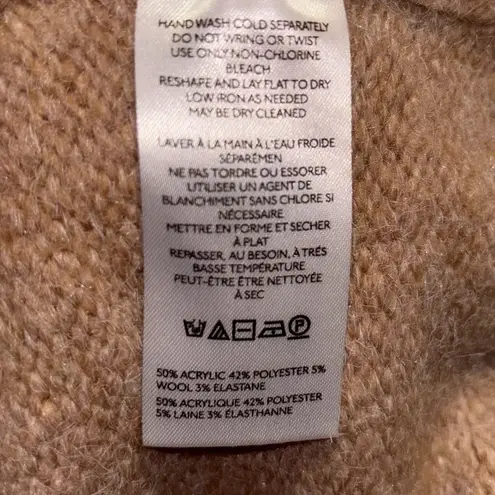 HAND WASH COLD SEPARATELY
DO NOT WRING OR TWIST
USE ONLY NON-CHLORINE
BLEACH
RESHAPE AND LAY FLAT TO DRY
LOW IRON AS NEEDED
MAY BE DRY CLEANED
LAVER À LA MAIN À L'EAU FROIDE
SÉPARÉMEN
NE PAS TORDRE OU ESSORER
UTILISER UN AGENT DE
BLANCHIMENT SANS CHLORE SI
NÉCESSAIRE
METTRE EN FORME ET SECHER
À PLAT
REPASSER, AU BESOIN, À TRÉS
BASSE TEMPÉRATURE
PEUT-ÊTRE ÊTRE NETTOYÉE
À SEC
P
50% ACRYLIC 42% POLYESTER 5%
WOOL 3% ELASTANE
50% ACRYLIQUE 42% POLYESTER
5% LAINE 3% ÉLASTHANNE